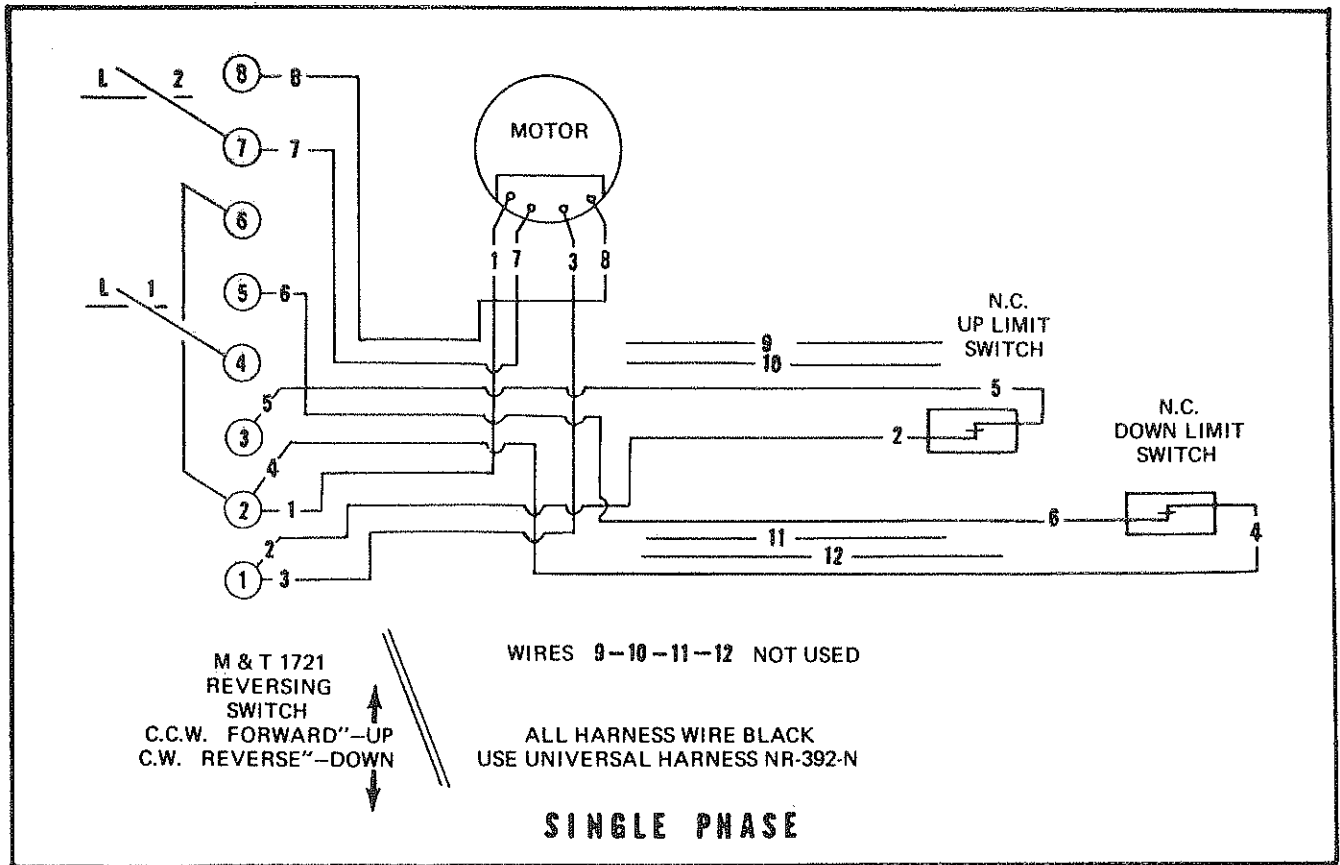 L 2
8 8
7 7
6
L 1
5 6
4
3 5
4
2 1
2
1 3
MOTOR
1 7 3 8
9
10
N.C.
UP LIMIT
SWITCH
5
2
N.C.
DOWN LIMIT
SWITCH
6
4
11
12
M & T 1721
REVERSING
SWITCH
C.C.W. FORWARD"–UP
C.W. REVERSE"–DOWN
WIRES 9–10–11–12 NOT USED
ALL HARNESS WIRE BLACK
USE UNIVERSAL HARNESS NR-392-N
SINGLE PHASE